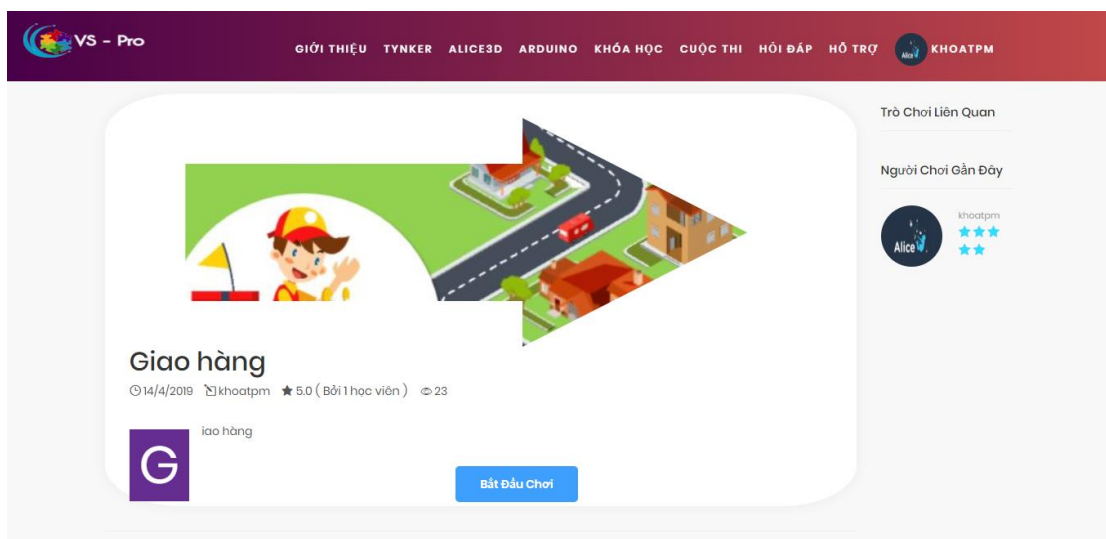 VS - Pro
GIỚI THIỆU TYNKER ALICE3D ARDUINO KHÓA HỌC CUỘC THI HỎI ĐÁP HỖ TRỢ Alice KHOATPM
Giao hàng
14/4/2019 khoatpm 5.0 ( Bởi 1 học viên ) 23
G
iao hàng
Bắt Đầu Chơi
Trò Chơi Liên Quan
Người Chơi Gần Đây
Alice
khoatpm